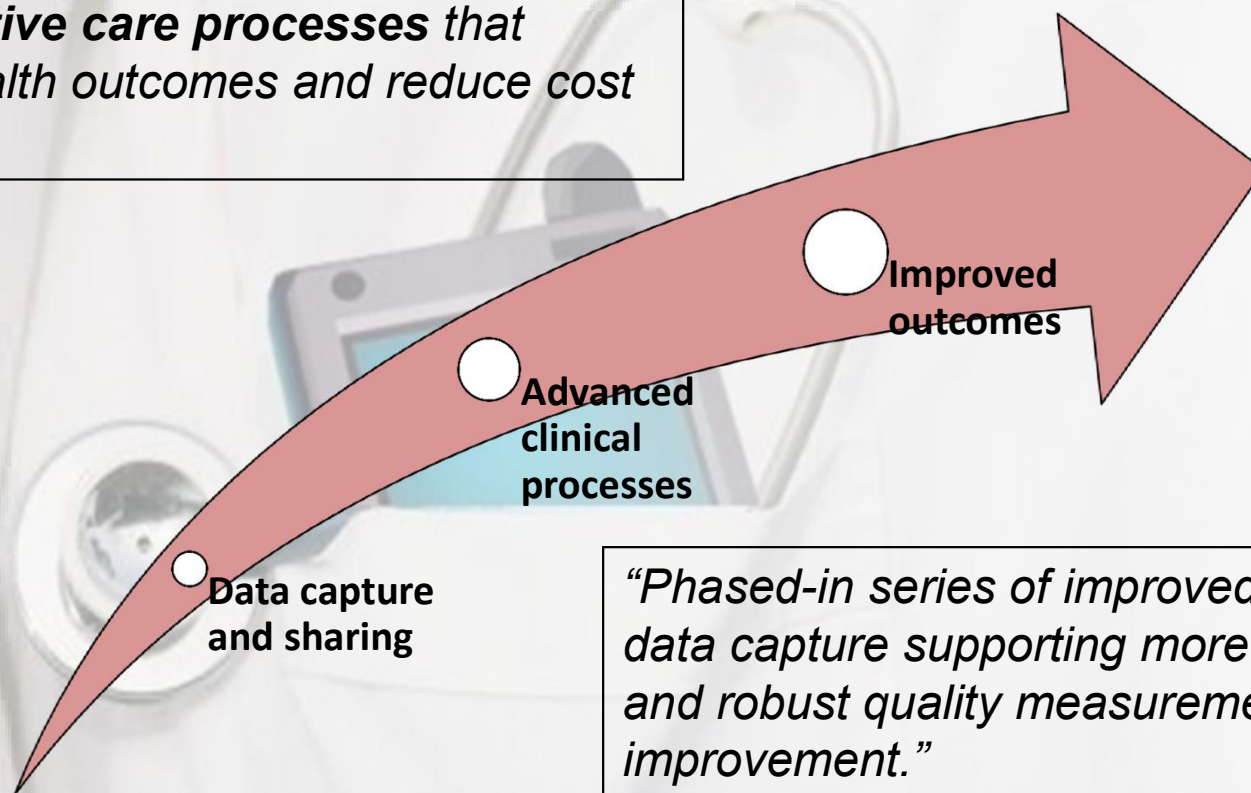 tive care processes that
alth outcomes and reduce cost
Improved
outcomes
Advanced
clinical
processes
Data capture
and sharing
“Phased-in series of improved
data capture supporting more
and robust quality measureme
improvement.”